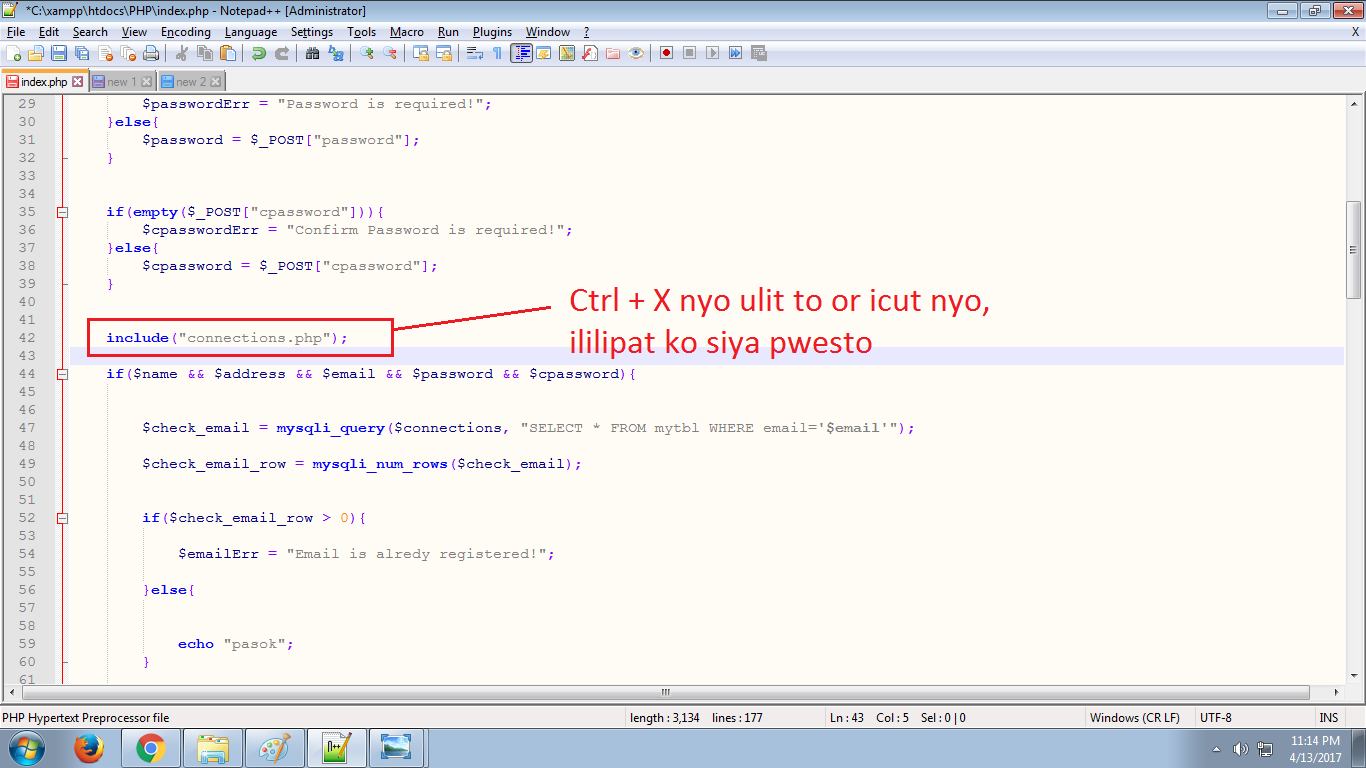 *C:\xampp\htdocs\PHP\index.php - Notepad++ [Administrator]
File Edit Search View Encoding Language Settings Tools Macro Run Plugins Window ? X
index.php new 1 new 2
29 $passwordErr = "Password is required!";
30 }else{
31 $password = $_POST["password"];
32 }
33
34
35 if(empty($_POST["cpassword"])){
36 $cpasswordErr = "Confirm Password is required!";
37 }else{
38 $cpassword = $_POST["cpassword"];
39 }
40
41
42 include("connections.php");
43
Ctrl + X nyo ulit to or icut nyo,
ililipat ko siya pwesto
44 if($name && $address && $email && $password && $cpassword){
45
46
47 $check_email = mysqli_query($connections, "SELECT * FROM mytbl WHERE email='$email'");
48
49 $check_email_row = mysqli_num_rows($check_email);
50
51
52 if($check_email_row > 0){
53
54 $emailErr = "Email is alredy registered!";
55
56 }else{
57
58
59 echo "pasok";
60 }
61
PHP Hypertext Preprocessor file length : 3,134 lines : 177 Ln : 43 Col : 5 Sel : 0 | 0 Windows (CR LF) UTF-8 INS
11:14 PM
4/13/2017